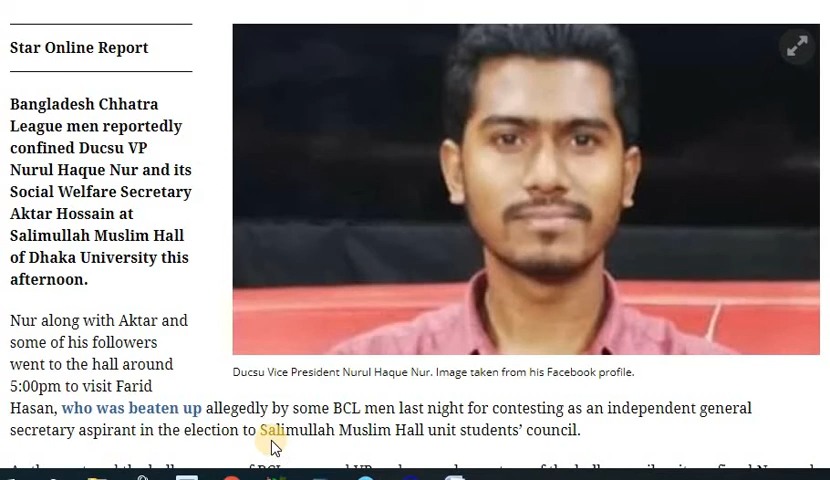 Star Online Report
Bangladesh Chhatra
League men reportedly
confined Ducsu VP
Nurul Haque Nur and its
Social Welfare Secretary
Aktar Hossain at
Salimullah Muslim Hall
of Dhaka University this
afternoon.
Nur along with Aktar and
some of his followers
went to the hall around
5:00pm to visit Farid
Hasan, who was beaten up allegedly by some BCL men last night for contesting as an independent general
secretary aspirant in the election to Salimullah Muslim Hall unit students’ council.
Ducsu Vice President Nurul Haque Nur. Image taken from his Facebook profile.